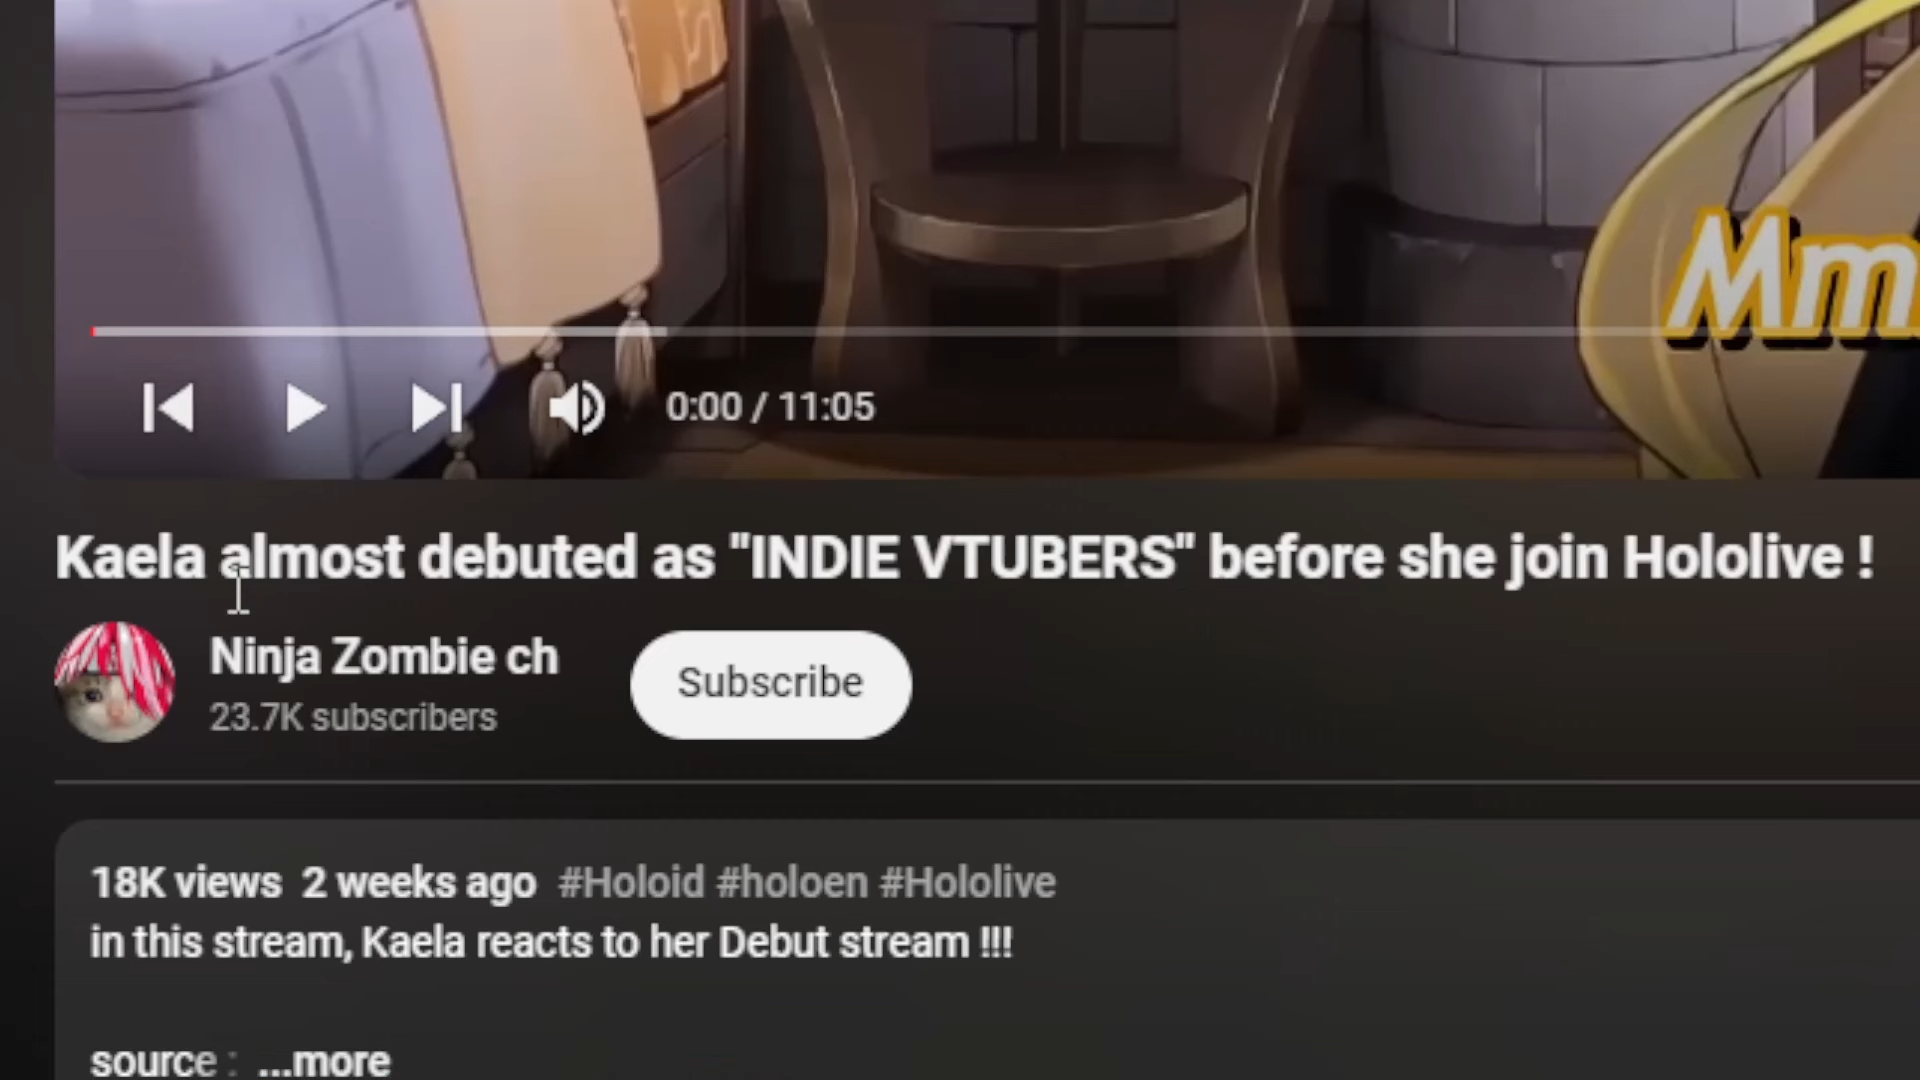 Mm
0:00 / 11:05
Kaela almost debuted as "INDIE VTUBERS" before she join Hololive !
Ninja Zombie ch
23.7K subscribers
Subscribe
18K views 2 weeks ago #Holoid #holoen #Hololive
in this stream, Kaela reacts to her Debut stream !!!
source : ...more